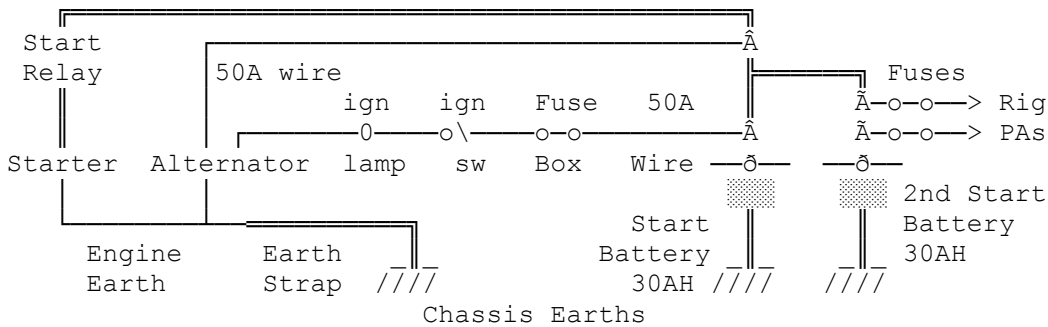 Start
Relay 50A wire Fuses
ign ign Fuse 50A Ã─o─o──> Rig
0 o\ o─o Â Ã─o─o──> PAs
Starter Alternator lamp sw Box Wire ──ð── ──ð──
2nd Start
Start Battery
Engine Earth Battery 30AH
Earth Strap //// 30AH //// ////
Chassis Earths